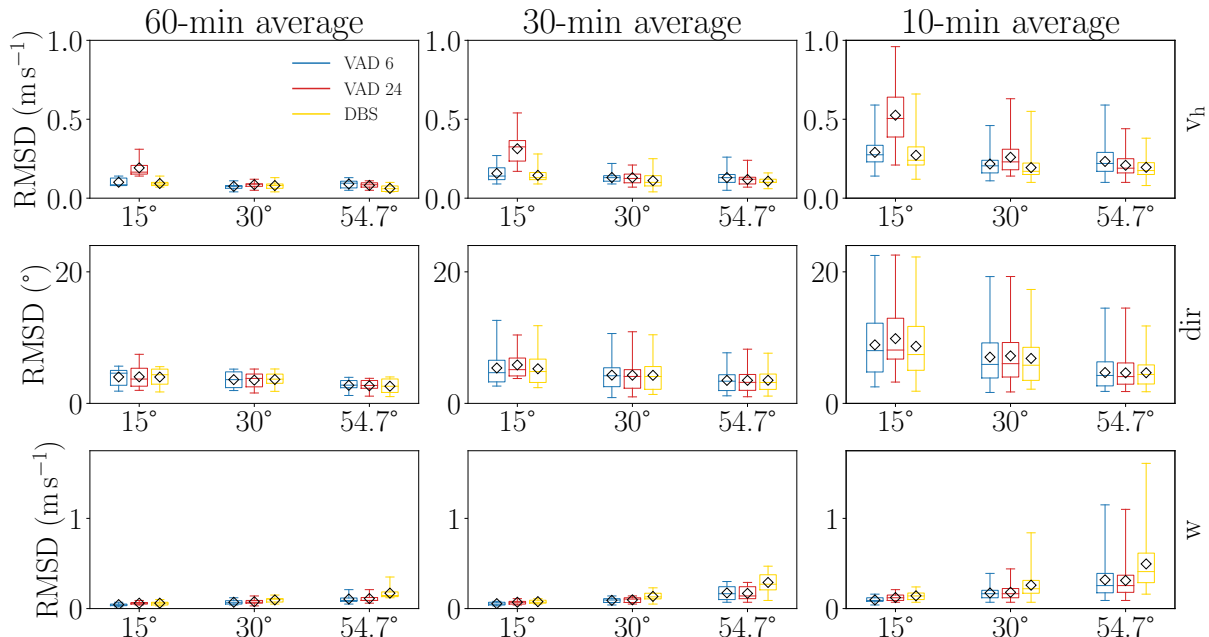 60-min average 30-min average 10-min average
RMSD (m s⁻¹) 1.0 0.5 0.0 VAD 6 1.0 0.5 0.0 1.0 0.5 0.0 v_h
VAD 24
DBS
15° 30° 54.7° 15° 30° 54.7° 15° 30° 54.7°
RMSD (°) 20 0 20 0 20 0 dir
15° 30° 54.7° 15° 30° 54.7° 15° 30° 54.7°
RMSD (m s⁻¹) 1 0 1 0 1 0 w
15° 30° 54.7° 15° 30° 54.7° 15° 30° 54.7°